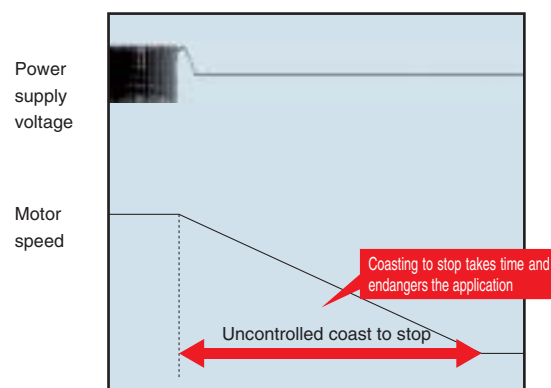 Power
supply
voltage
Motor
speed
Coasting to stop takes time and
endangers the application
Uncontrolled coast to stop